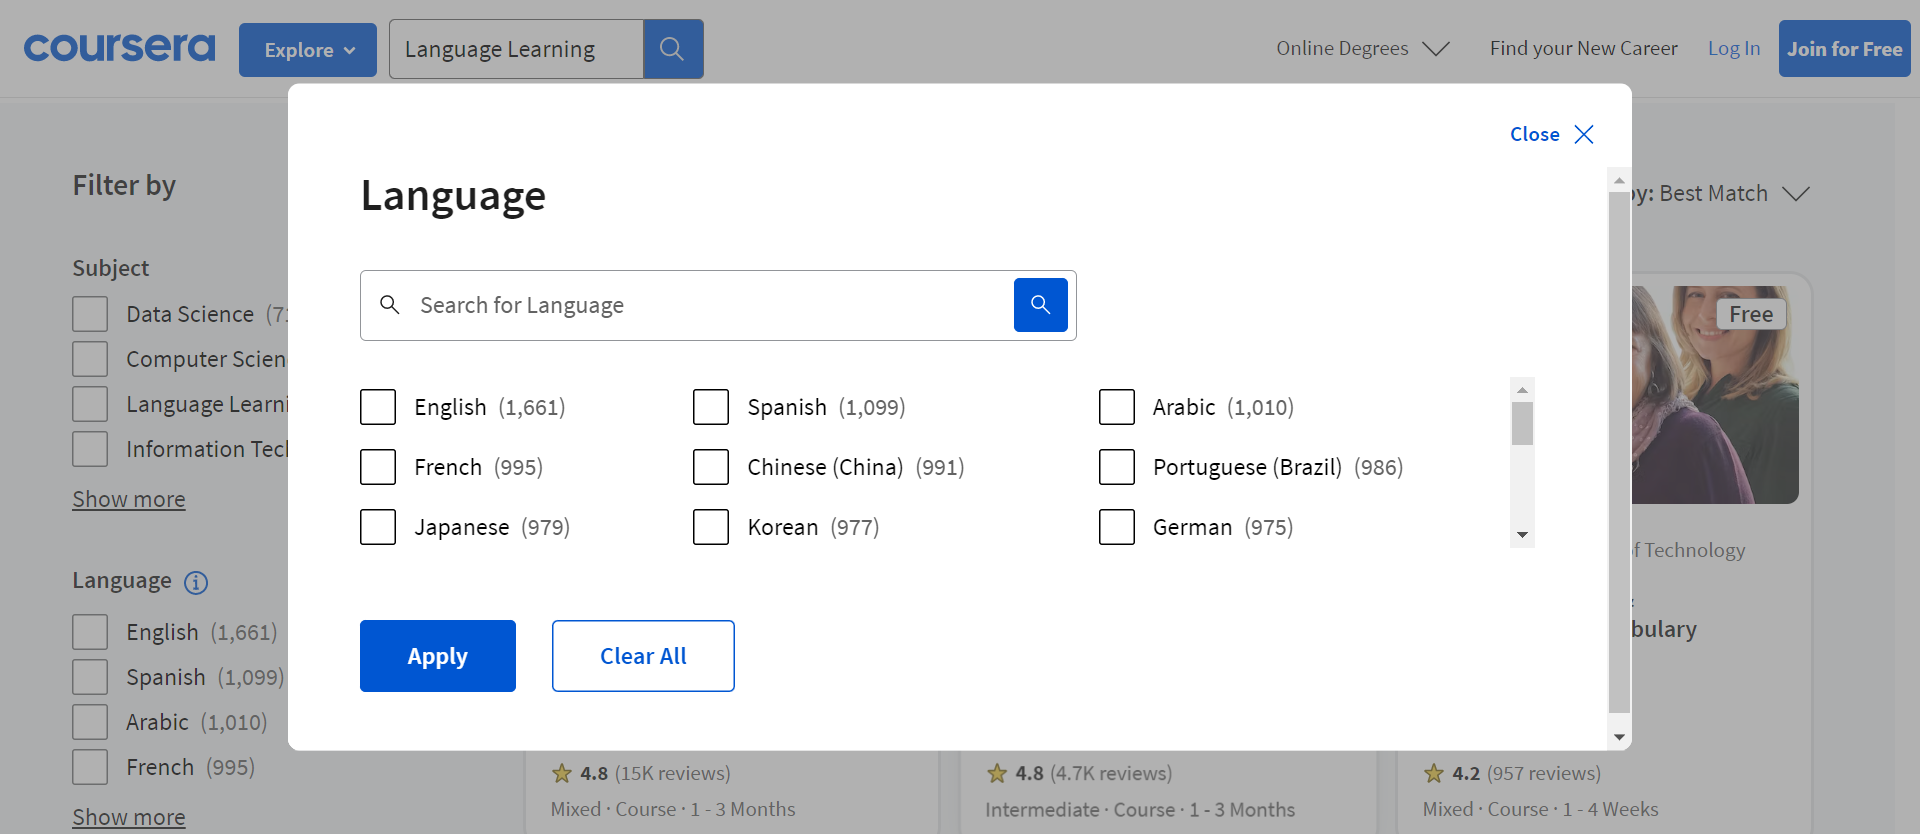 coursera
Explore
Language Learning
Online Degrees
Find your New Career
Log In
Join for Free
Close
Filter by
Language
by: Best Match
Subject
Search for Language
Data Science
Free
Computer
Language
Information
Show more
English (1,661)
Spanish (1,099)
Arabic (1,010)
French (995)
Chinese (China) (991)
Portuguese (Brazil) (986)
Japanese (979)
Korean (977)
German (975)
of Technology
Language
English (1,661)
Spanish (1,099)
Arabic (1,010)
French (995)
Show more
Apply
Clear All
4.8 (15K reviews)
Mixed · Course · 1 - 3 Months
4.8 (4.7K reviews)
Intermediate · Course · 1 - 3 Months
4.2 (957 reviews)
Mixed · Course · 1 - 4 Weeks